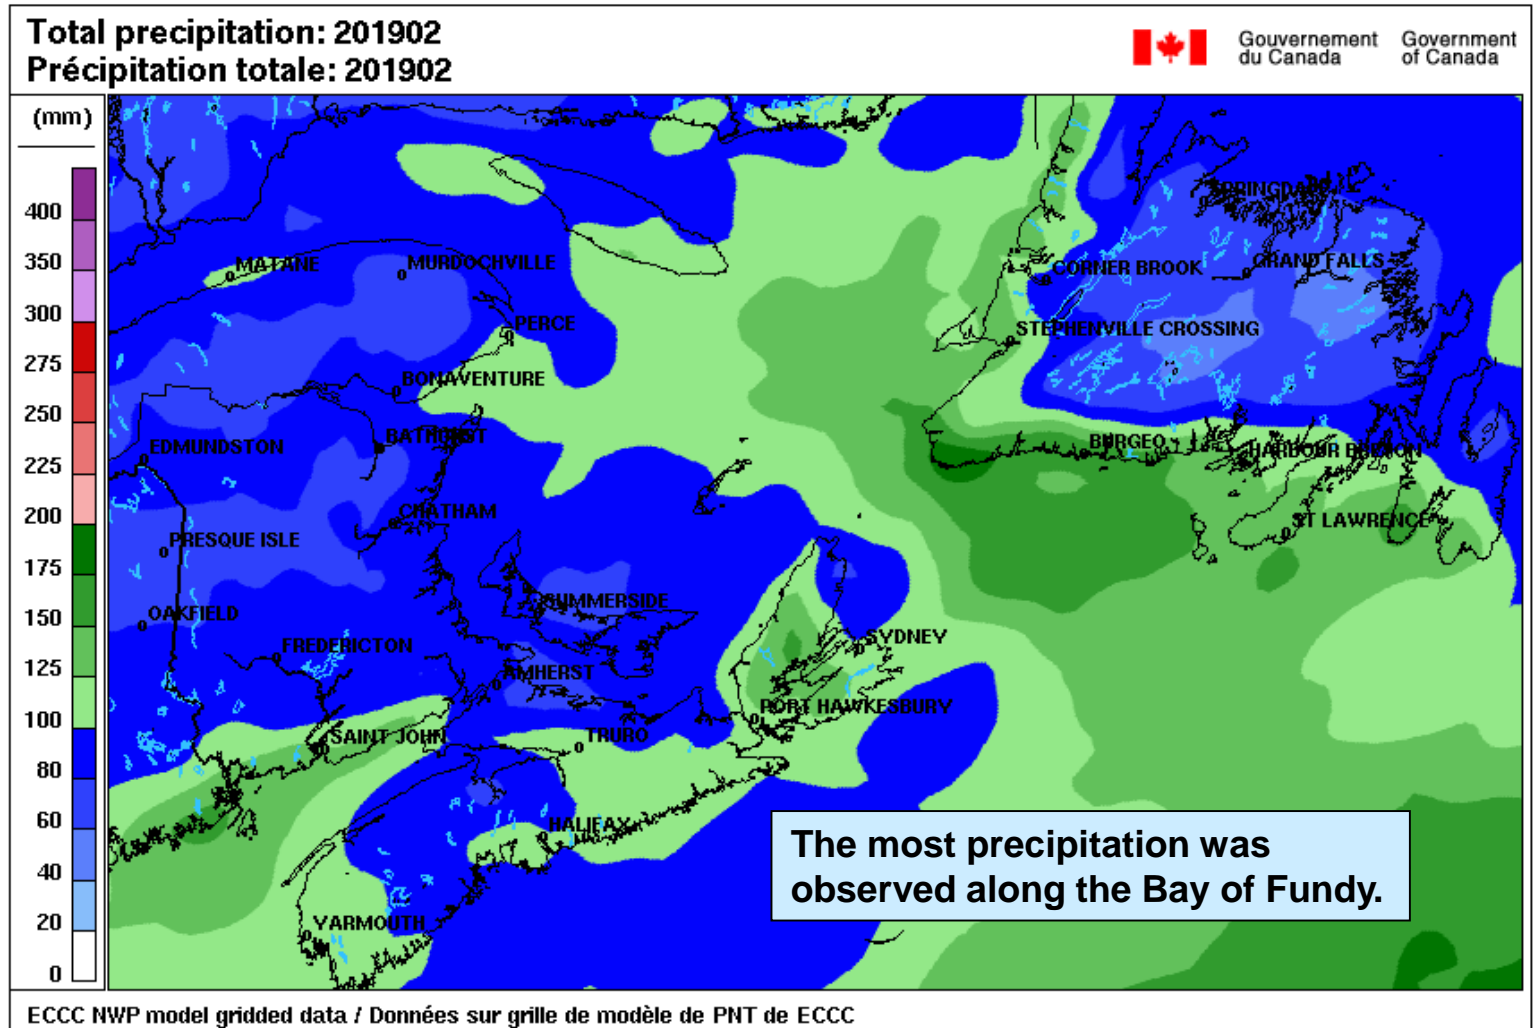 Total precipitation: 201902
Précipitation totale: 201902
Gouvernement du Canada
Government of Canada
(mm)
400
350
300
275
250
225
200
175
150
125
100
80
60
40
20
0
SPRINGDALE
MATANE
MURDOCHVILLE
CORNER BROOK
GRAND FALLS
PERCE
STEPHENVILLE CROSSING
BONAVENTURE
EDMUNDSTON
BATHURST
BURGEO
HARBOUR BRETON
CHATHAM
ST LAWRENCE
PRESQUE ISLE
OAKFIELD
SUMMERSIDE
FREDERICTON
SYDNEY
AMHERST
PORT HAWKESBURY
SAINT JOHN
TRURO
HALIFAX
YARMOUTH
The most precipitation was
observed along the Bay of Fundy.
ECCC NWP model gridded data / Données sur grille de modèle de PNT de ECCC